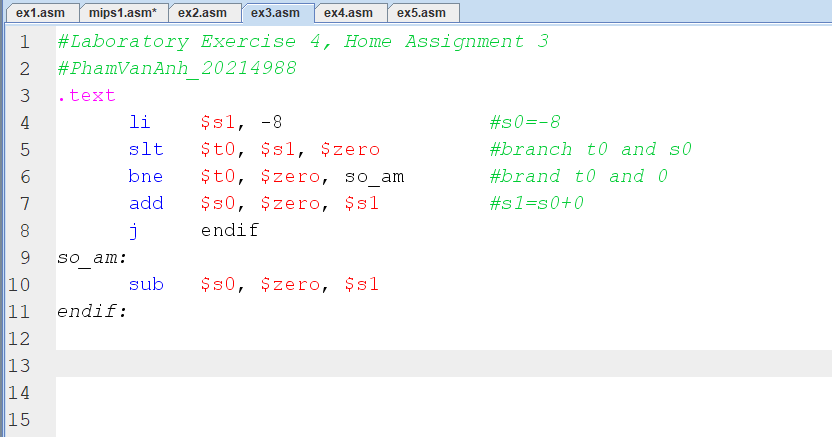 ex1.asm mips1.asm* ex2.asm ex3.asm ex4.asm ex5.asm
1 #Laboratory Exercise 4, Home Assignment 3
2 #PhamVanAnh_20214988
3 .text
4 li $s1, -8 #s0=-8
5 slt $t0, $s1, $zero #branch t0 and s0
6 bne $t0, $zero, so_am #brand t0 and 0
7 add $s0, $zero, $s1 #s1=s0+0
8 j endif
9 so_am:
10 sub $s0, $zero, $s1
11 endif:
12
13
14
15